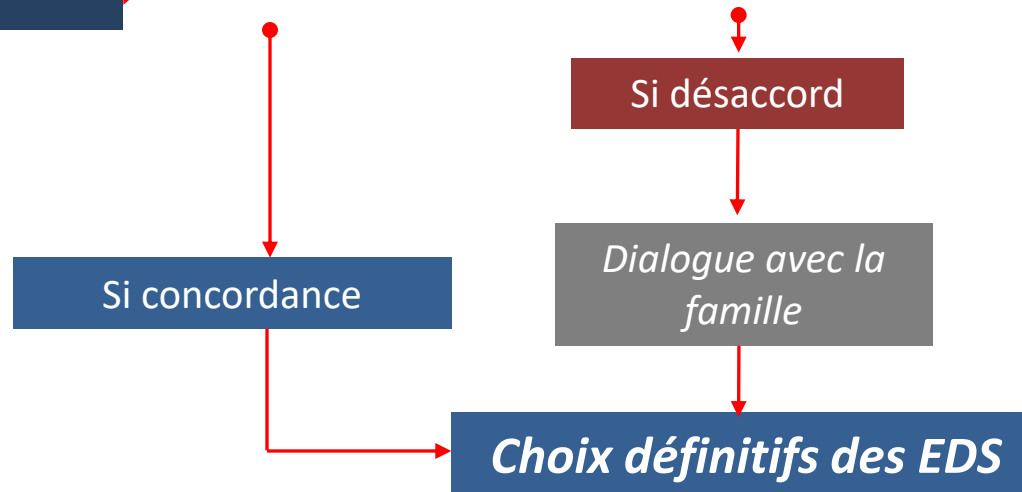 Si désaccord
Dialogue avec la
famille
Si concordance
Choix définitifs des EDS